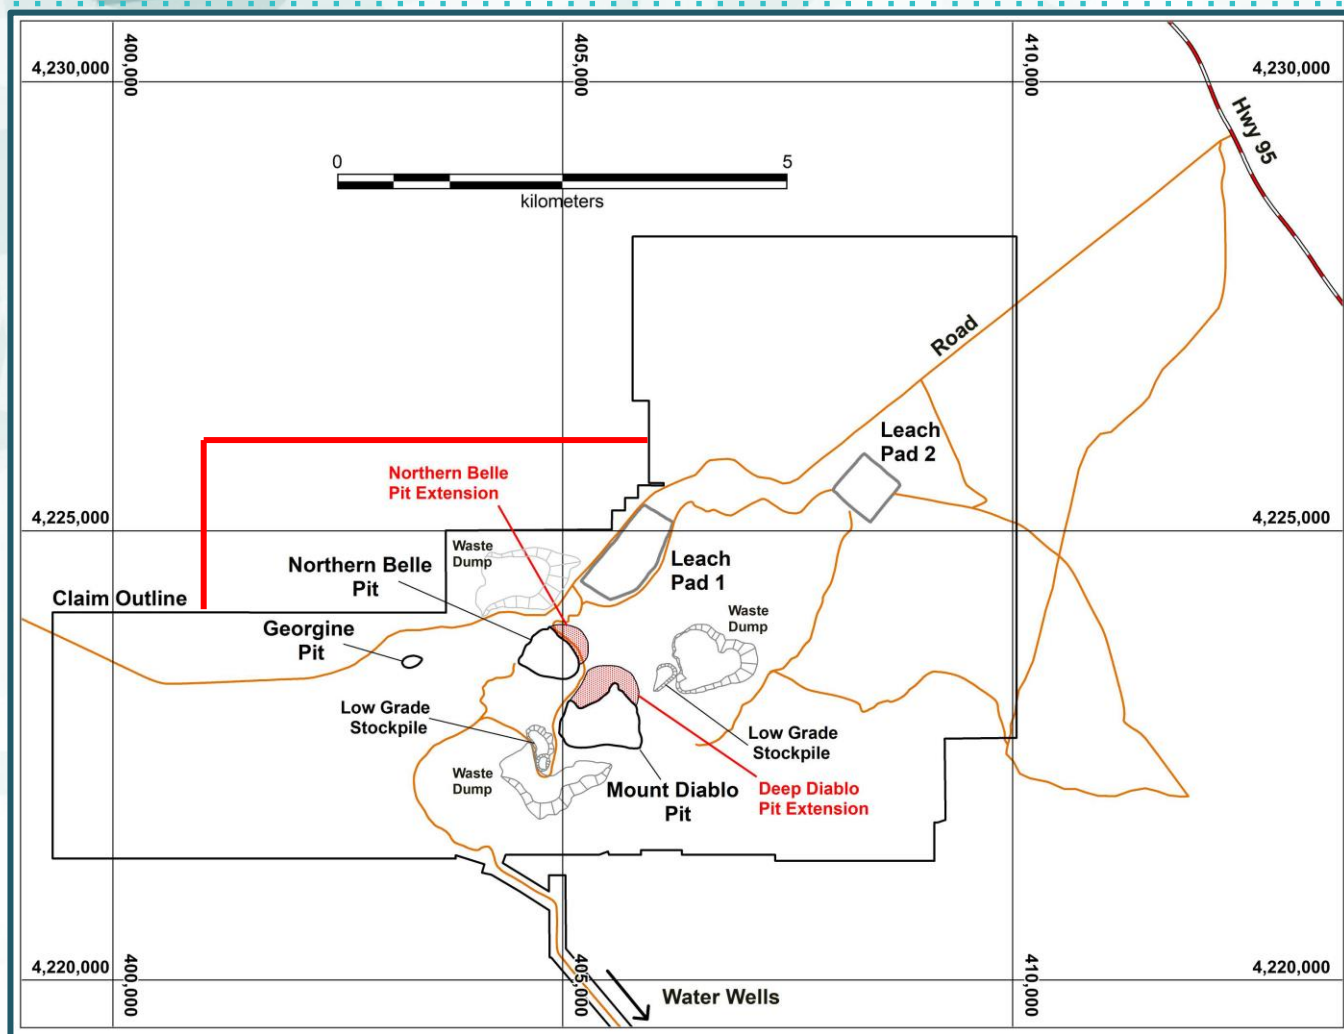 400,000
405,000
410,000
4,230,000
4,230,000
Hwy 95
0
5
kilometers
Road
Leach
Pad 2
Northern Belle
Pit Extension
4,225,000
4,225,000
Waste
Dump
Northern Belle
Pit
Leach
Pad 1
Claim Outline
Waste
Dump
Georgine
Pit
Low Grade
Stockpile
Low Grade
Stockpile
Waste
Dump
Mount Diablo
Pit
Deep Diablo
Pit Extension
4,220,000
4,220,000
400,000
405,000
410,000
Water Wells